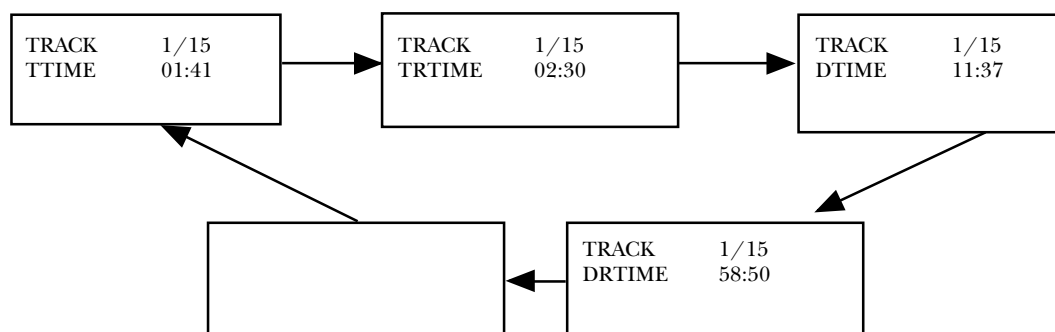 TRACK 1/15
TTIME 01:41
TRACK 1/15
TRTIME 02:30
TRACK 1/15
DTIME 11:37
TRACK 1/15
DRTIME 58:50